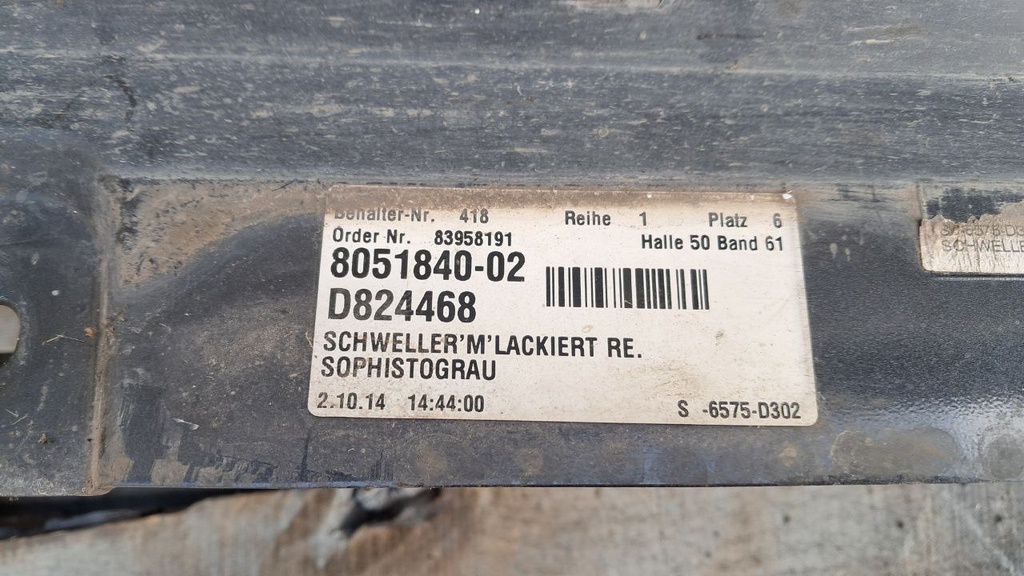 Behälter-Nr. 418 Reihe 1 Platz 6
Order Nr. 83958191 Halle 50 Band 61
8051840-02
D824468
SCHWELLER'M'LACKIERT RE.
SOPHISTOGRAU
2.10.14 14:44:00 S -6575-D302
SCHWELLER